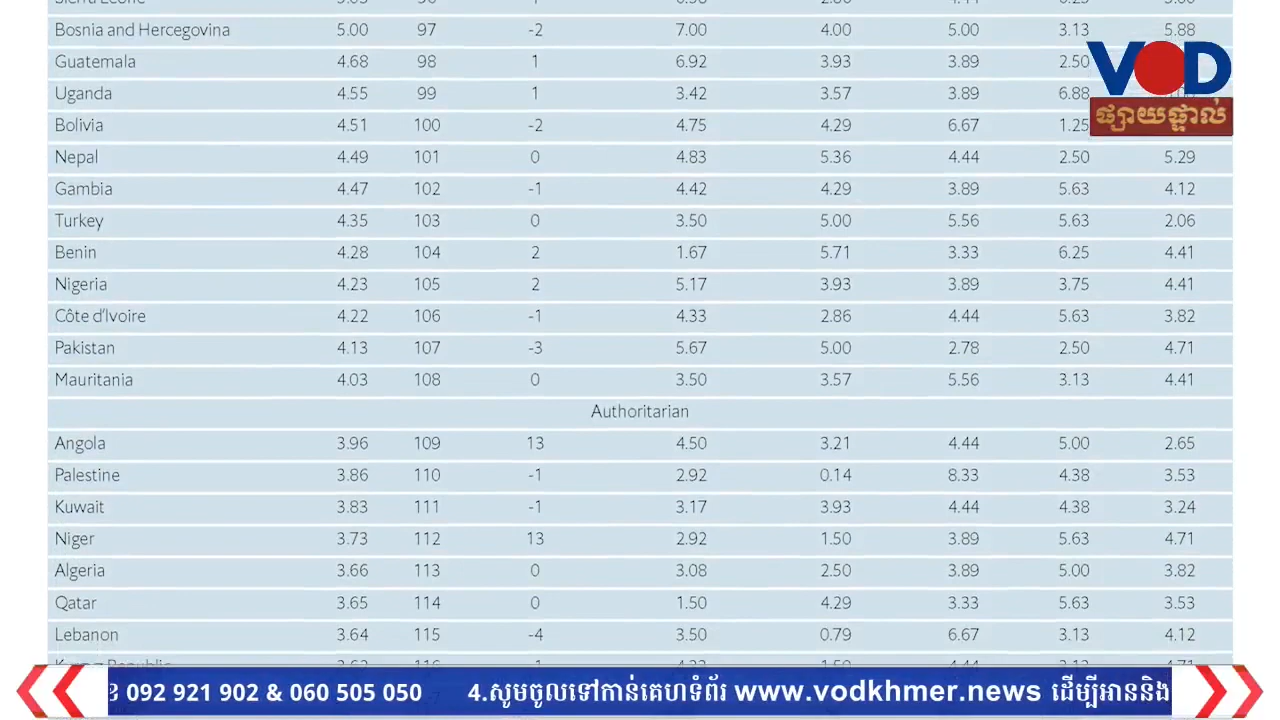 Bosnia and Hercegovina 5.00 97 -2 7.00 4.00 5.00 3.13 5.88
Guatemala 4.68 98 1 6.92 3.93 3.89 2.50
Uganda 4.55 99 1 3.42 3.57 3.89 6.88
Bolivia 4.51 100 -2 4.75 4.29 6.67 1.25
Nepal 4.49 101 0 4.83 5.36 4.44 2.50 5.29
Gambia 4.47 102 -1 4.42 4.29 3.89 5.63 4.12
Turkey 4.35 103 0 3.50 5.00 5.56 5.63 2.06
Benin 4.28 104 2 1.67 5.71 3.33 6.25 4.41
Nigeria 4.23 105 2 5.17 3.93 3.89 3.75 4.41
Côte d'Ivoire 4.22 106 -1 4.33 2.86 4.44 5.63 3.82
Pakistan 4.13 107 -3 5.67 5.00 2.78 2.50 4.71
Mauritania 4.03 108 0 3.50 3.57 5.56 3.13 4.41
Authoritarian
Angola 3.96 109 13 4.50 3.21 4.44 5.00 2.65
Palestine 3.86 110 -1 2.92 0.14 8.33 4.38 3.53
Kuwait 3.83 111 -1 3.17 3.93 4.44 4.38 3.24
Niger 3.73 112 13 2.92 1.50 3.89 5.63 4.71
Algeria 3.66 113 0 3.08 2.50 3.89 5.00 3.82
Qatar 3.65 114 0 1.50 4.29 3.33 5.63 3.53
Lebanon 3.64 115 -4 3.50 0.79 6.67 3.13 4.12
VOD
ផ្សាយផ្ទាល់
092 921 902 & 060 505 050 4.សូមចូលទៅកាន់គេហទំព័រ www.vodkhmer.news ដើម្បីអាននិង